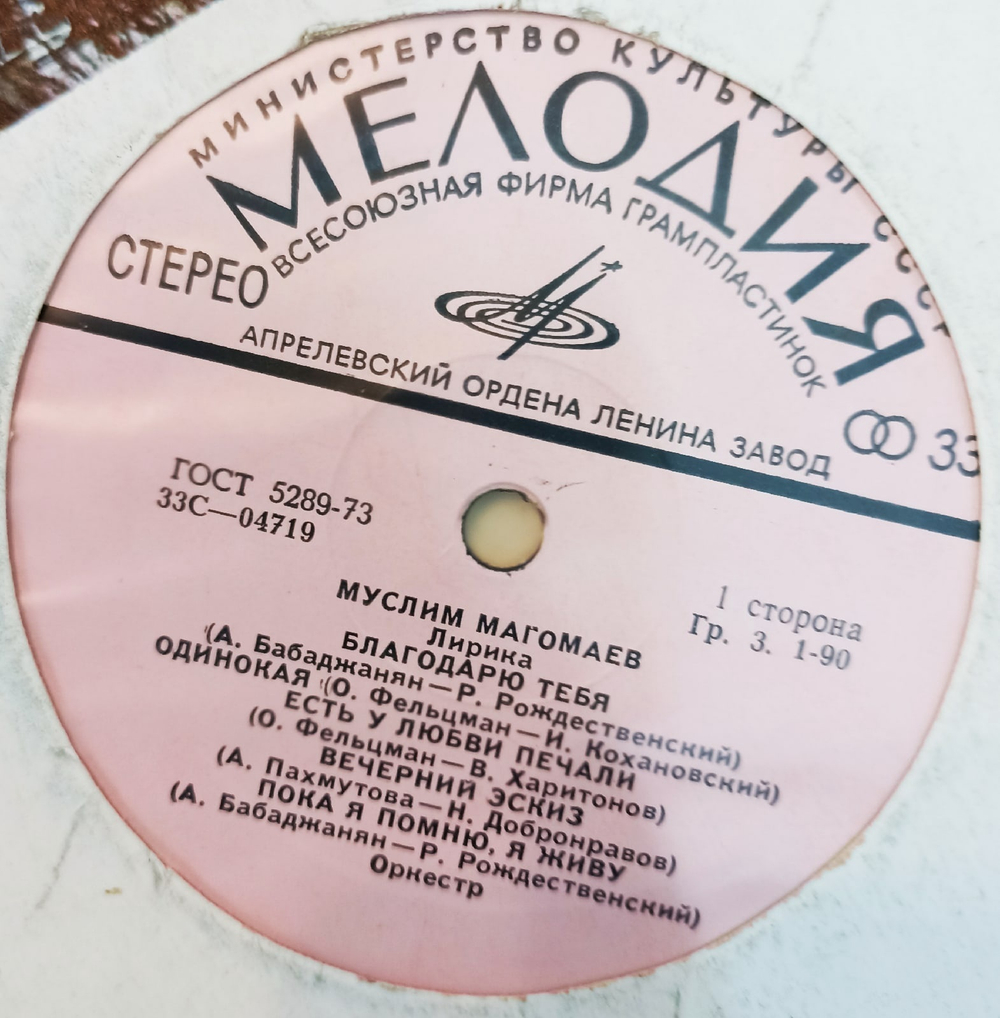 МИНИСТЕРСТВО КУЛЬТУРЫ СССР
МЕЛОДИЯ
ВСЕСОЮЗНАЯ ФИРМА ГРАМПЛАСТИНОК
СТЕРЕО
33
АПРЕЛЕВСКИЙ ОРДЕНА ЛЕНИНА ЗАВОД
ГОСТ 5289-73
33С—04719
1 сторона
Гр. 3. 1-90
МУСЛИМ МАГОМАЕВ
Лирика
БЛАГОДАРЮ ТЕБЯ
(А. Бабаджанян—Р. Рождественский)
ОДИНОКАЯ (О. Фельцман—И. Кохановский)
ЕСТЬ У ЛЮБВИ ПЕЧАЛИ
(О. Фельцман—В. Харитонов)
ВЕЧЕРНИЙ ЭСКИЗ
(А. Пахмутова—Н. Добронравов)
ПОКА Я ПОМНЮ, Я ЖИВУ
(А. Бабаджанян—Р. Рождественский)
Оркестр